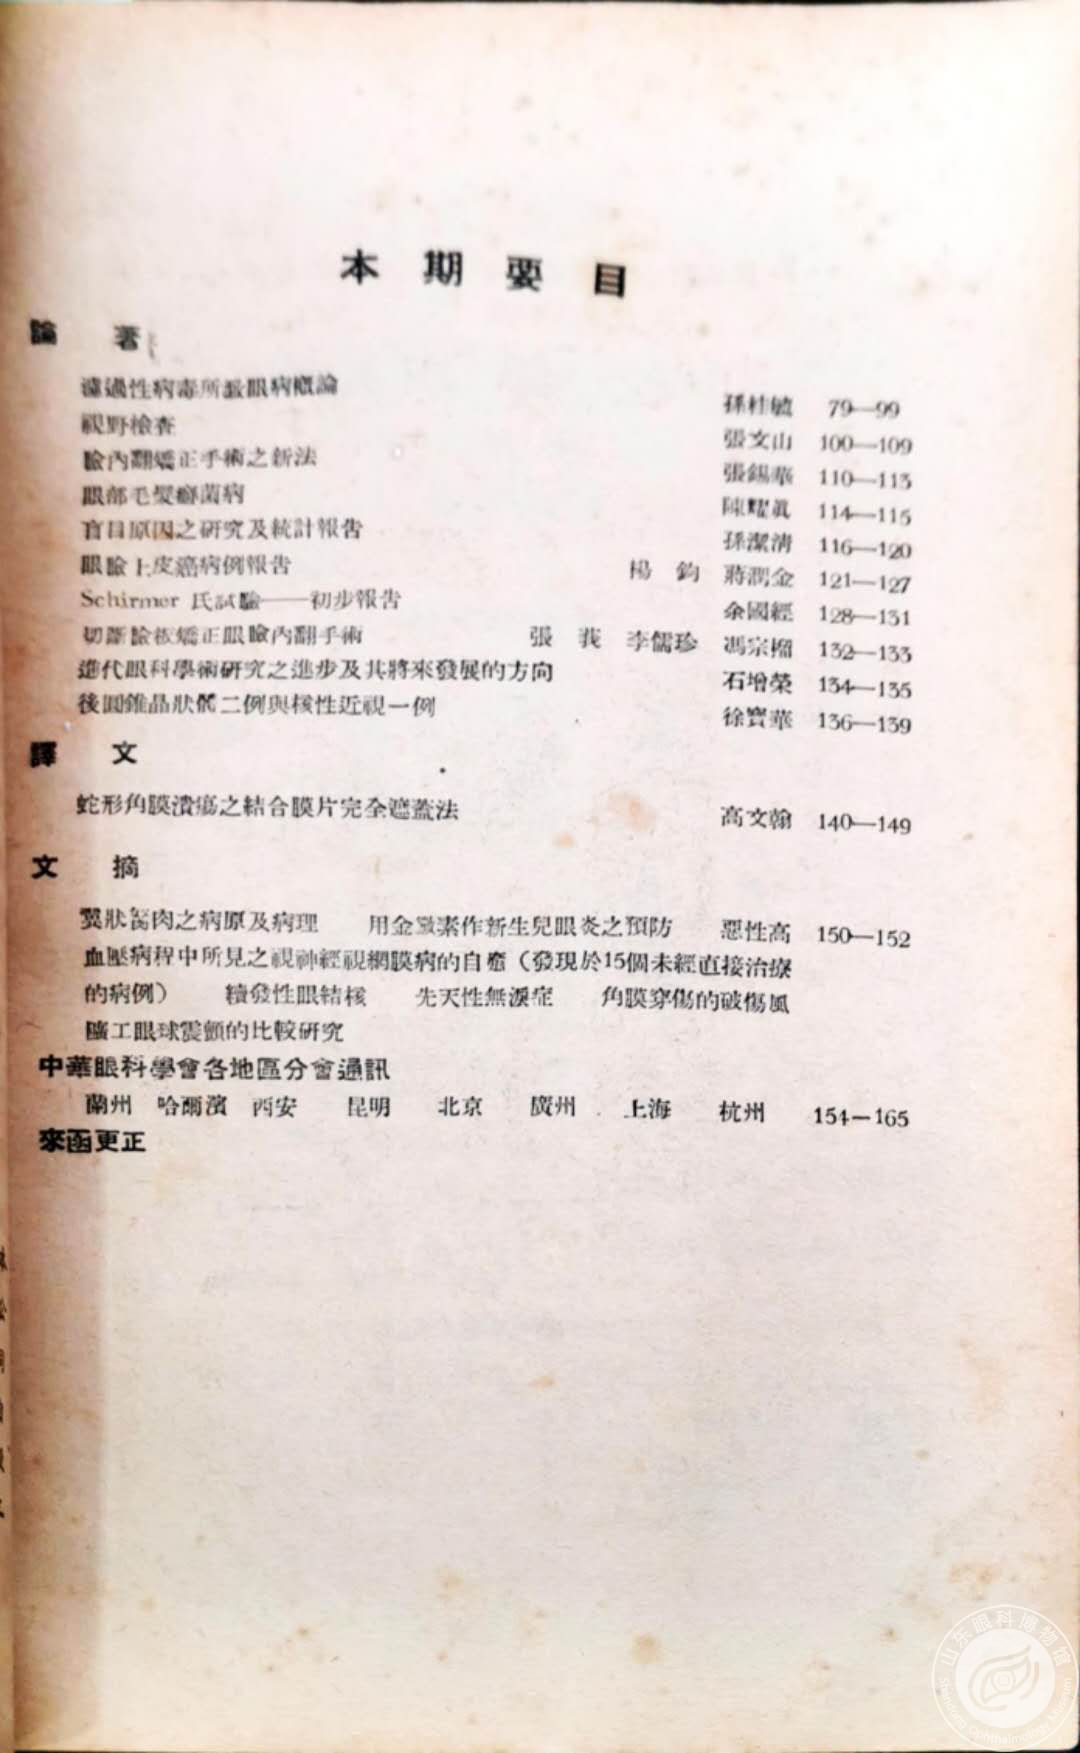 本期要目
論著
濾過性病毒所致眼病概論 孫桂毓 79—99
視野檢查 張文山 100—109
瞼內翻矯正手術之新法 張錫華 110—113
眼部毛髮癬菌病 陳耀眞 114—115
盲目原因之研究及統計報告 孫潔清 116—120
眼瞼上皮癌病例報告 楊鈞 蔣潤金 121—127
Schirmer 氏試驗——初步報告 余國經 128—131
切斷瞼板矯正眼瞼內翻手術 張莪 李儒珍 馮宗榴 132—133
進代眼科學術研究之進步及其將來發展的方向 石增榮 134—135
後圓錐晶狀體二例與核性近視一例 徐寶華 136—139
譯文
蛇形角膜潰瘍之結合膜片完全遮蓋法 高文翰 140—149
文摘
翼狀胬肉之病原及病理 用金黴素作新生兒眼炎之預防 惡性高 150—152
血壓病程中所見之視神經視網膜病的自癒（發現於15個未經直接治療
的病例） 續發性眼結核 先天性無淚症 角膜穿傷的破傷風
礦工眼球震顫的比較研究
中華眼科學會各地區分會通訊
蘭州 哈爾濱 西安 昆明 北京 廣州 上海 杭州 154—165
來函更正
山东眼科博物馆
Shandong Ophthalmology Museum